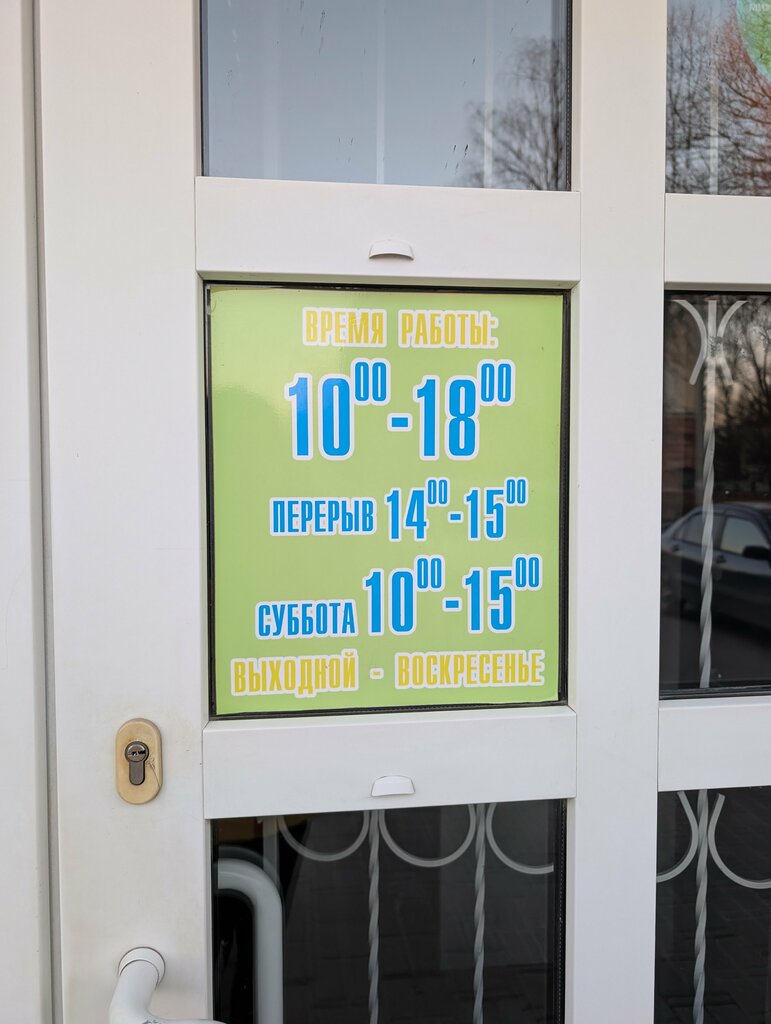 ВРЕМЯ РАБОТЫ:
10⁰⁰-18⁰⁰
ПЕРЕРЫВ 14⁰⁰-15⁰⁰
СУББОТА 10⁰⁰-15⁰⁰
ВЫХОДНОЙ - ВОСКРЕСЕНЬЕ